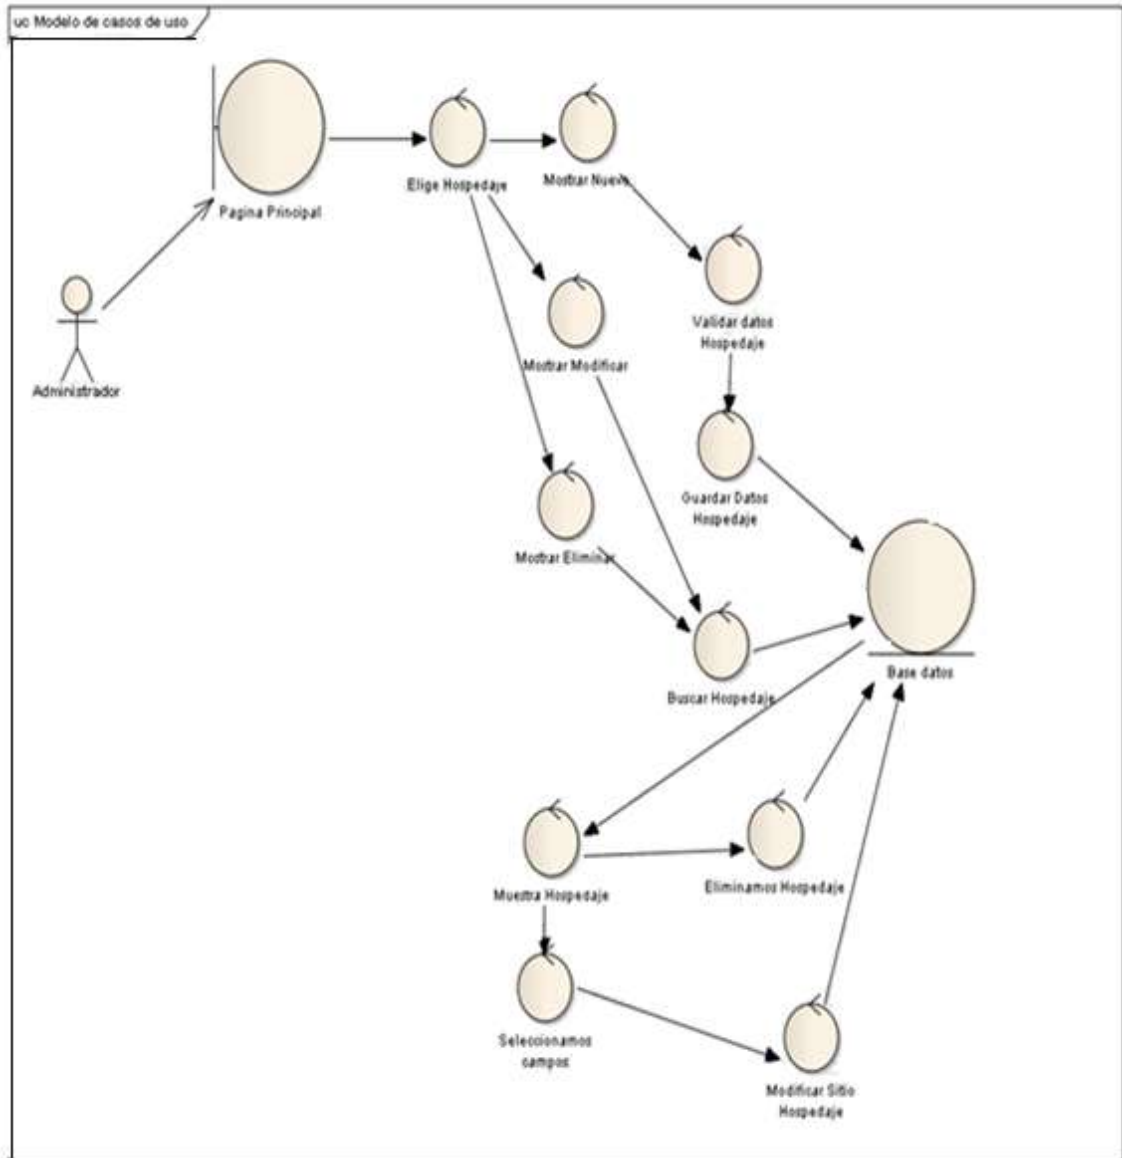 uc Modelo de casos de uso
Pagina Principal
Elige Hospedaje
Mostrar Nuevo
Administrador
Validar datos
Hospedaje
Mostrar Modificar
Guardar Datos
Hospedaje
Mostrar Eliminar
Buscar Hospedaje
Base datos
Muestra Hospedaje
Eliminamos Hospedaje
Seleccionamos
campos
Modificar Sitio
Hospedaje